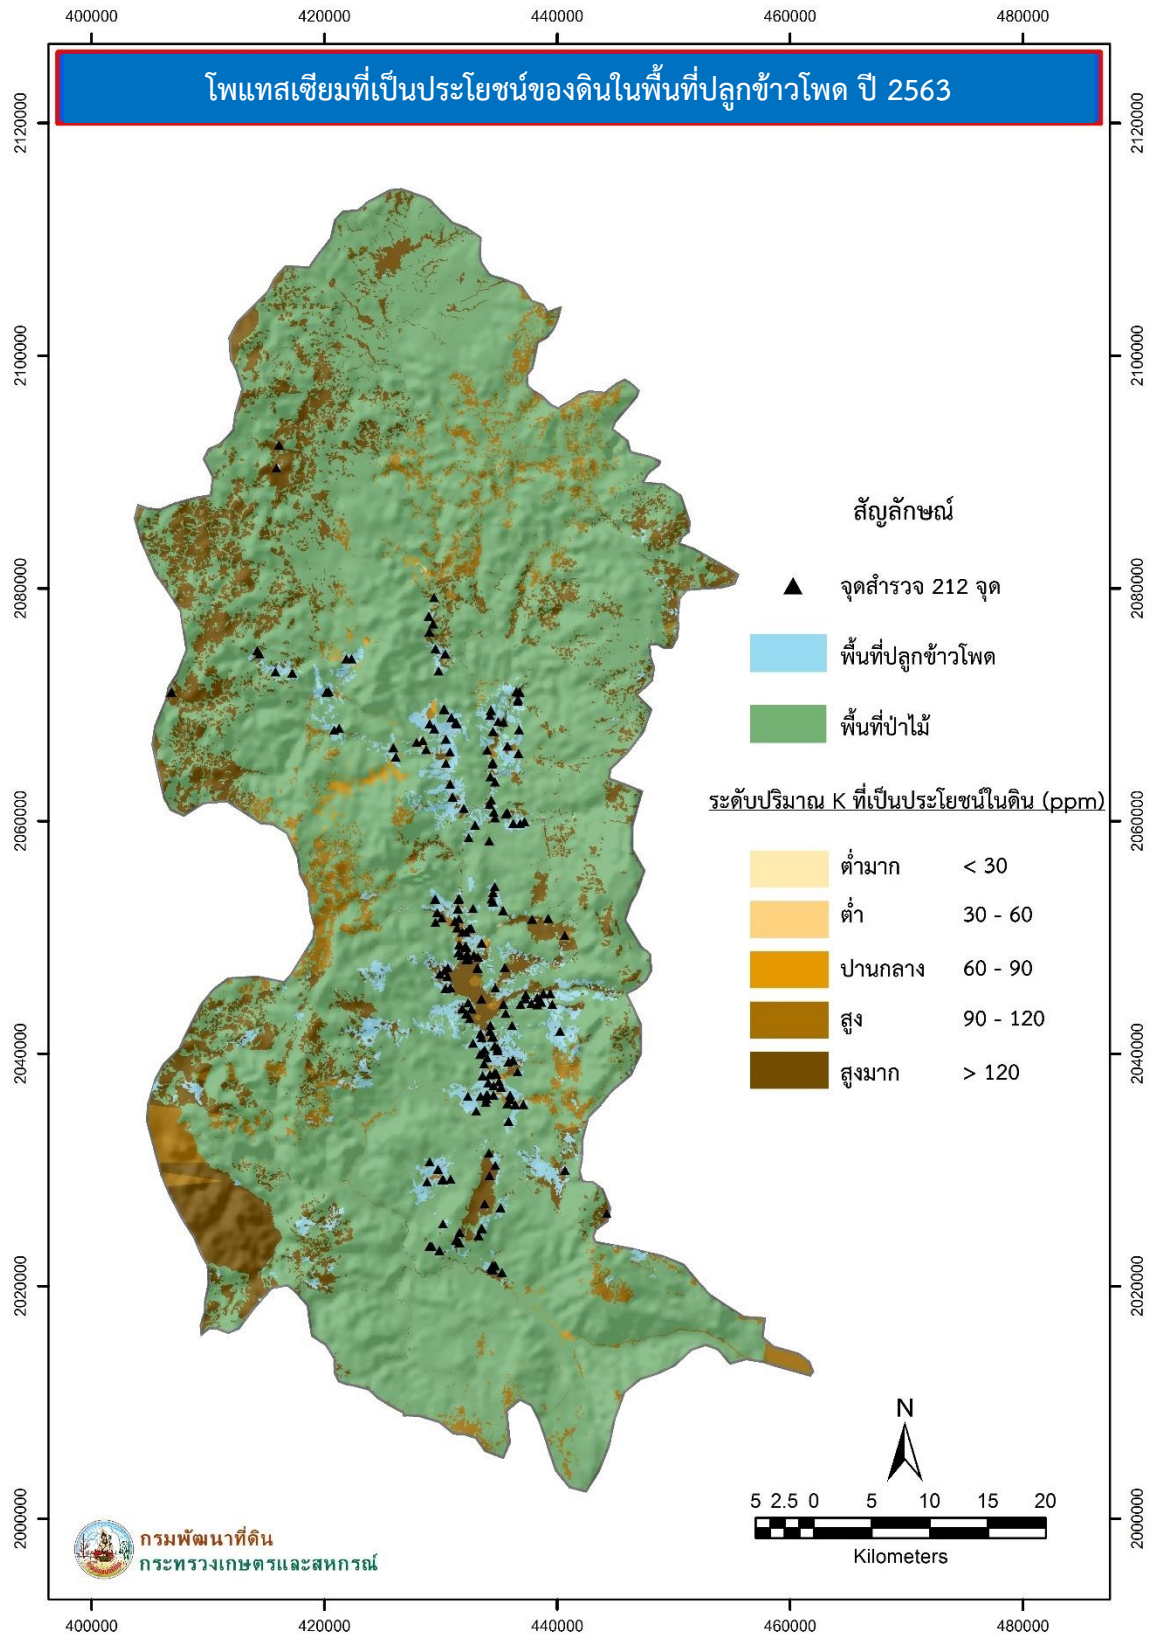 400000 420000 440000 460000 480000
โพแทสเซียมที่เป็นประโยชน์ของดินในพื้นที่ปลูกข้าวโพด ปี 2563
2120000 2120000
2100000 2100000
สัญลักษณ์
2080000 2080000
จุดสำรวจ 212 จุด
พื้นที่ปลูกข้าวโพด
พื้นที่ป่าไม้
ระดับปริมาณ K ที่เป็นประโยชน์ในดิน (ppm)
2060000 2060000
ต่ำมาก < 30
ต่ำ 30 - 60
ปานกลาง 60 - 90
สูง 90 - 120
2040000 2040000
สูงมาก > 120
2020000 2020000
N
5 2.5 0 5 10 15 20
Kilometers
2000000 2000000
กรมพัฒนาที่ดิน
กระทรวงเกษตรและสหกรณ์
400000 420000 440000 460000 480000